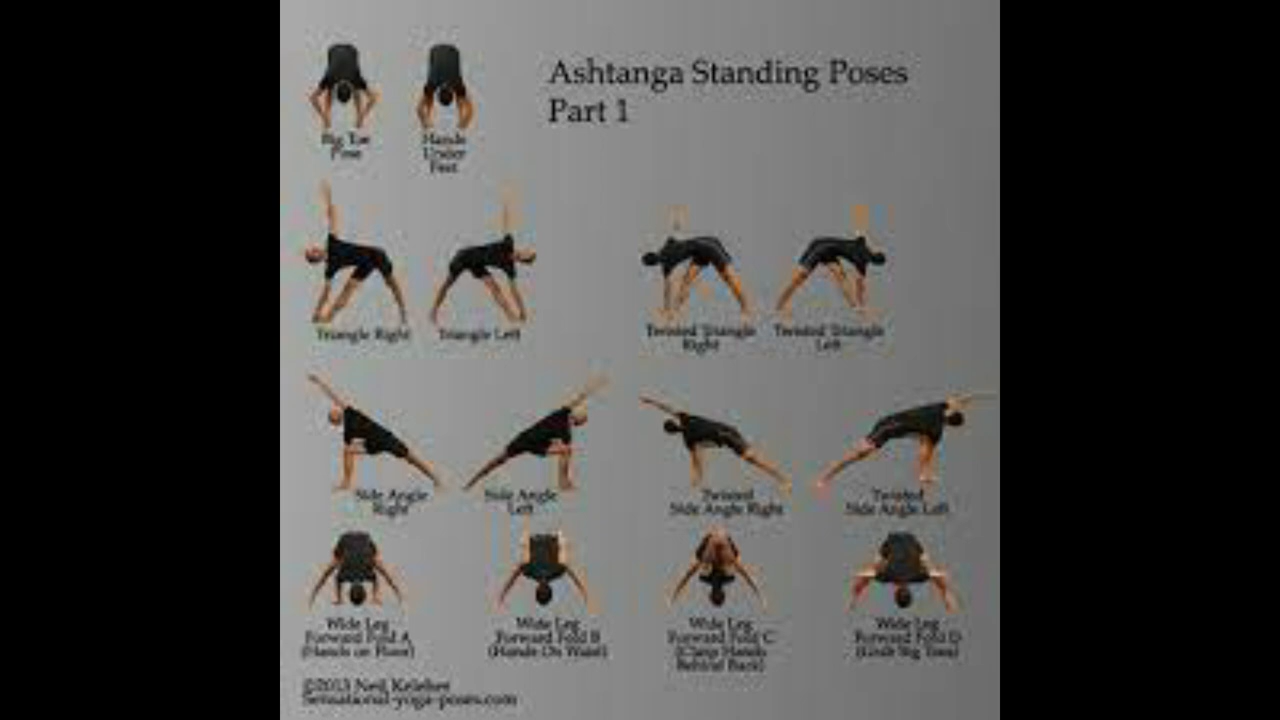 Ashtanga Standing Poses
Part 1
Big Toe
Pose
Hands
Under
Feet
Triangle Right
Triangle Left
Twisted Triangle
Right
Twisted Triangle
Left
Side Angle
Right
Side Angle
Left
Twisted
Side Angle Right
Twisted
Side Angle Left
Wide Leg
Forward Fold A
(Hands on Floor)
Wide Leg
Forward Fold B
(Hands On Waist)
Wide Leg
Forward Fold C
(Clasp Hands
Behind Back)
Wide Leg
Forward Fold D
(Grab Big Toes)
©2013 Neil Keleher
Sensational-yoga-poses.com